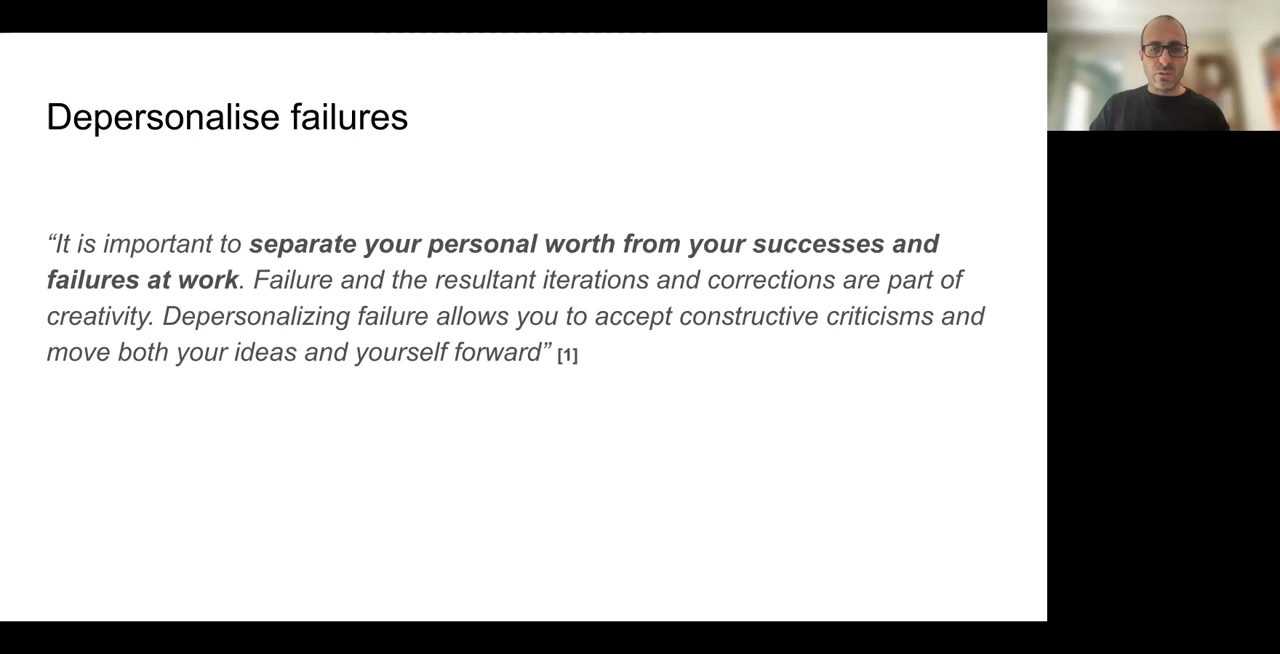 Depersonalise failures
“It is important to separate your personal worth from your successes and
failures at work. Failure and the resultant iterations and corrections are part of
creativity. Depersonalizing failure allows you to accept constructive criticisms and
move both your ideas and yourself forward” [1]